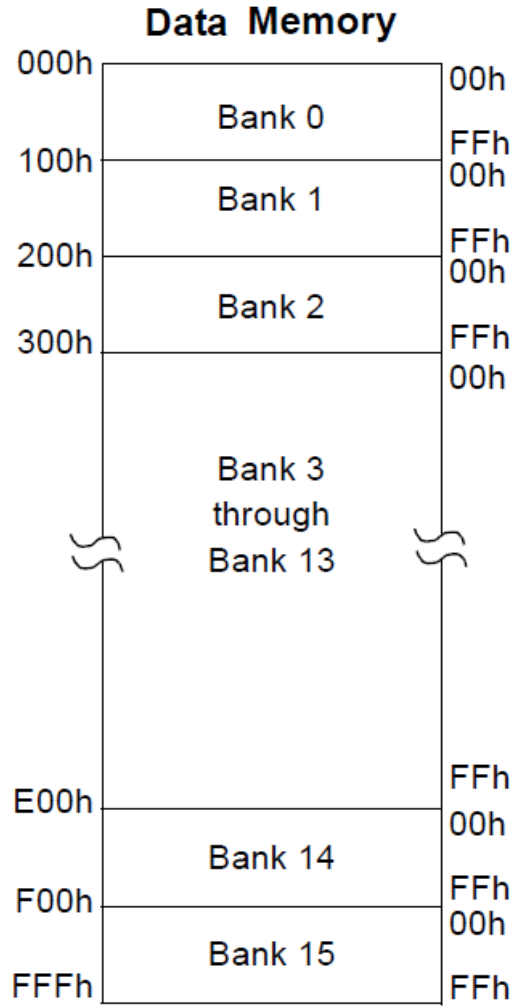 Data Memory
000h
00h
Bank 0
FFh
100h
00h
Bank 1
FFh
200h
00h
Bank 2
FFh
300h
00h
Bank 3
through
Bank 13
FFh
E00h
00h
Bank 14
FFh
F00h
00h
Bank 15
FFFh
FFh